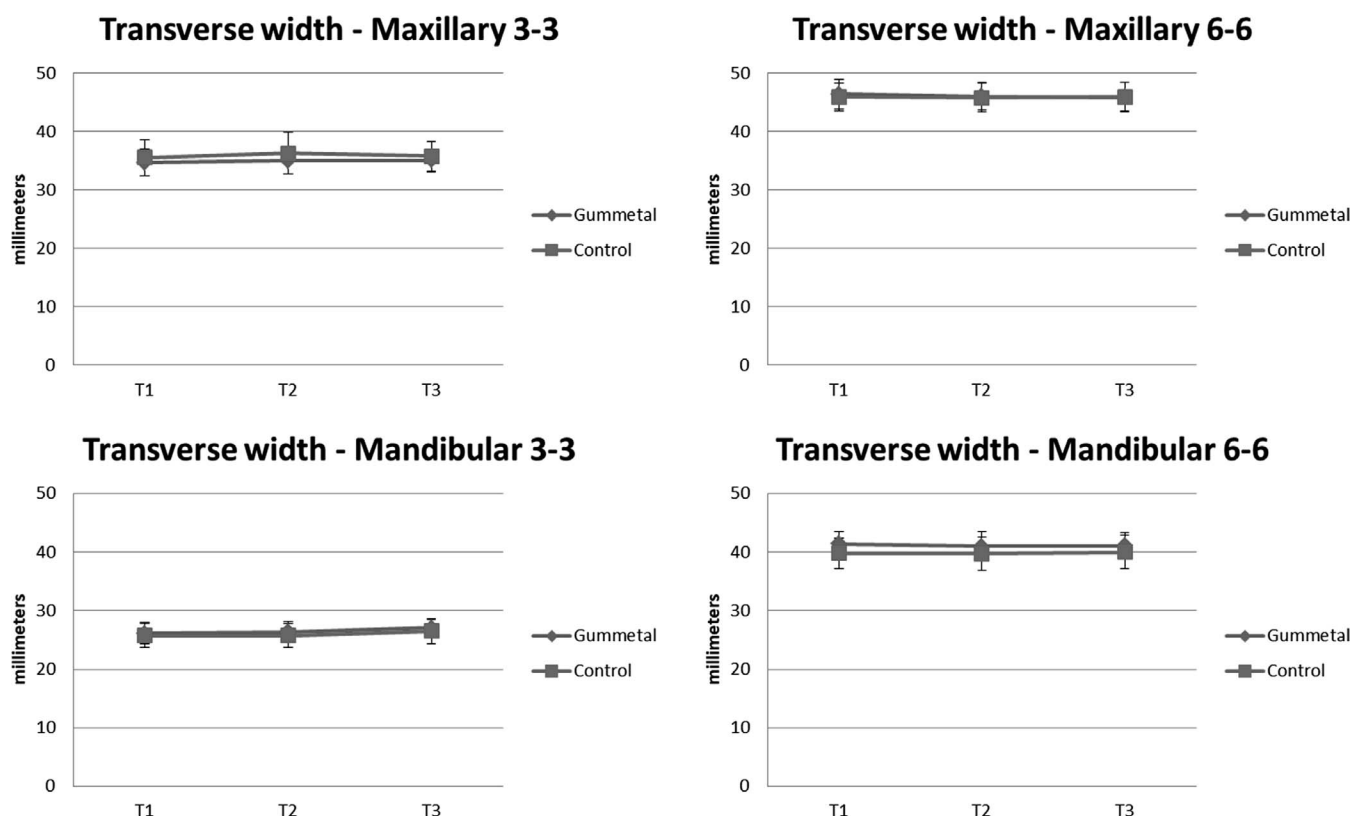 Transverse width - Maxillary 3-3
50
40
30
20
10
0
millimeters
T1
T2
T3
Gummetal
Control
Transverse width - Maxillary 6-6
50
40
30
20
10
0
millimeters
T1
T2
T3
Gummetal
Control
Transverse width - Mandibular 3-3
50
40
30
20
10
0
millimeters
T1
T2
T3
Gummetal
Control
Transverse width - Mandibular 6-6
50
40
30
20
10
0
millimeters
T1
T2
T3
Gummetal
Control